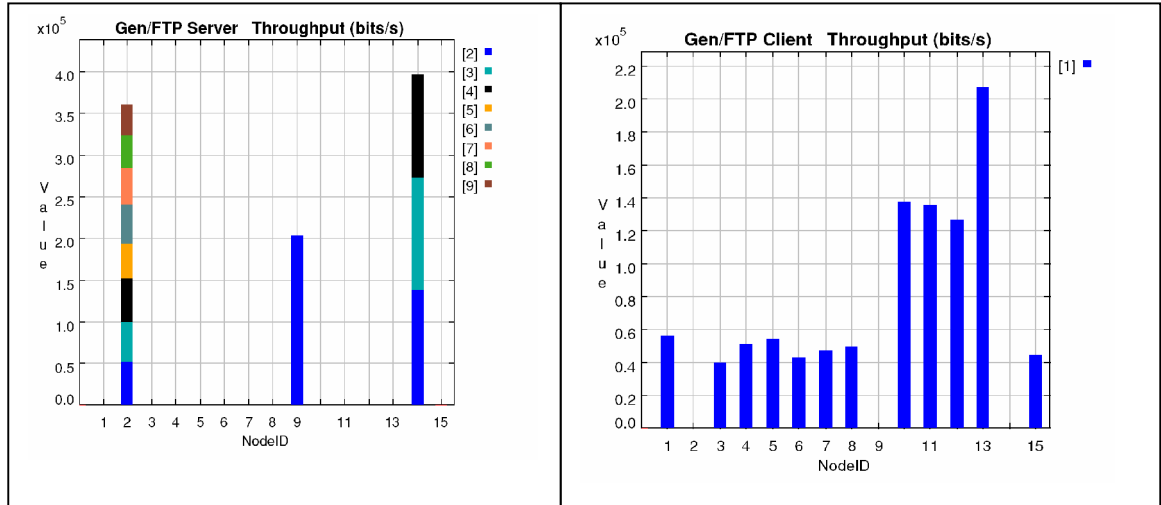 Gen/FTP Server Throughput (bits/s)
x10⁵
4.0
3.5
3.0
2.5
2.0
1.5
1.0
0.5
0.0
V
a
l
u
e
1 2 3 4 5 6 7 8 9 11 13 15
NodeID
[2]
[3]
[4]
[5]
[6]
[7]
[8]
[9]
Gen/FTP Client Throughput (bits/s)
x10⁵
2.2
2.0
1.8
1.6
1.4
1.2
1.0
0.8
0.6
0.4
0.2
0.0
V
a
l
u
e
1 2 3 4 5 6 7 8 9 11 13 15
NodeID
[1]